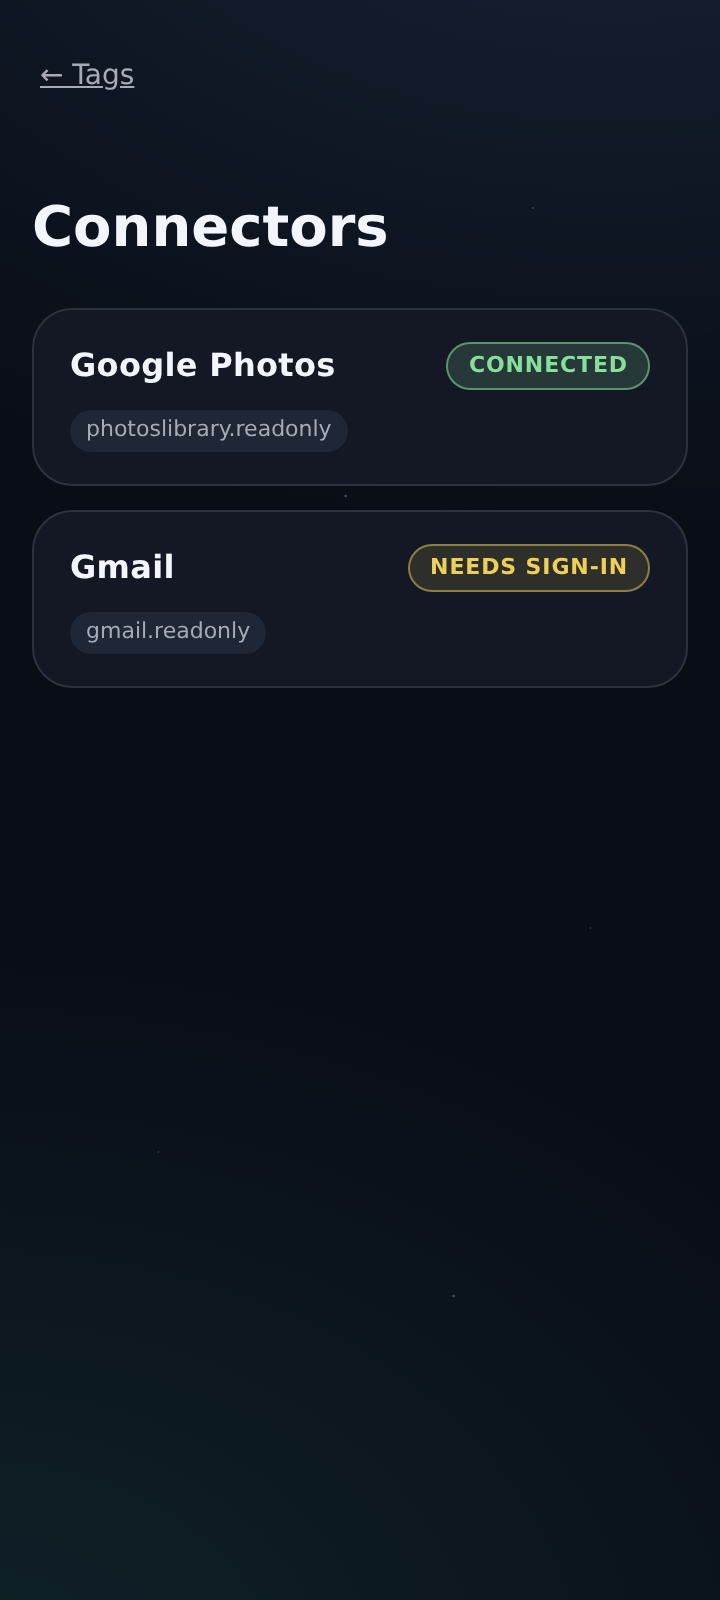 ← Tags
Connectors
Google Photos
CONNECTED
photoslibrary.readonly
Gmail
NEEDS SIGN-IN
gmail.readonly